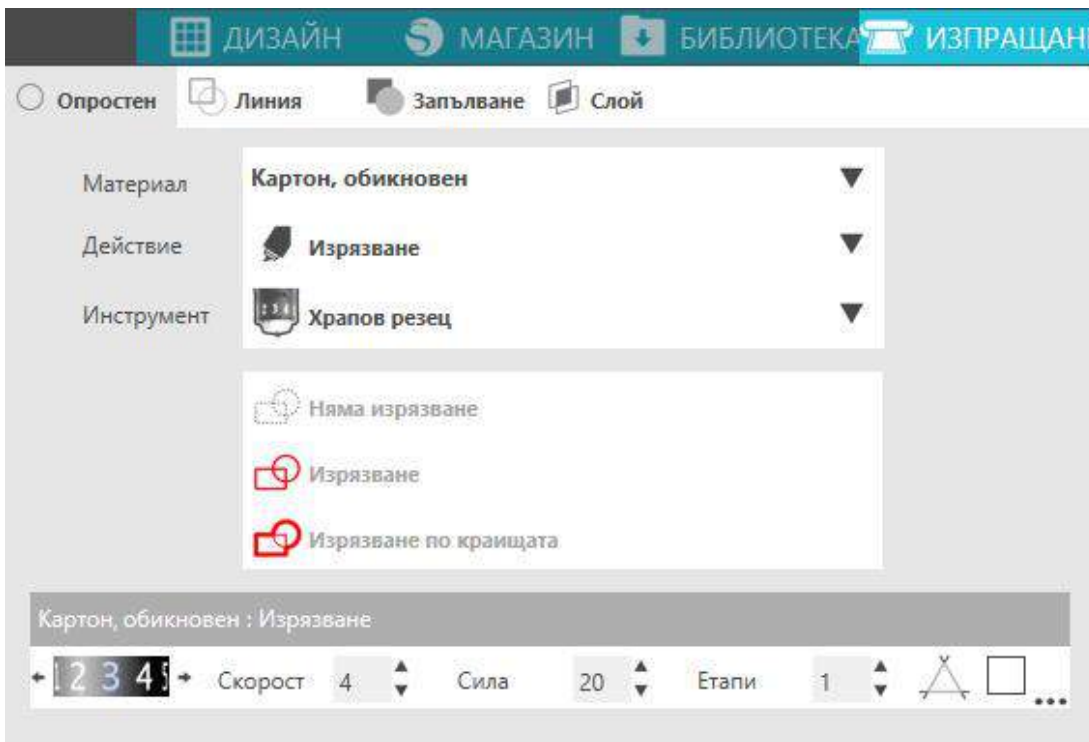 ДИЗАЙН МАГАЗИН БИБЛИОТЕКА ИЗПРАЩАН
Опростен Линия Запълване Слой
Материал Картон, обикновен
Действие Изрязване
Инструмент Храпов резец
Няма изрязване
Изрязване
Изрязване по краищата
Картон, обикновен : Изрязване
2 3 4 Скорост 4 Сила 20 Етапи 1 ...